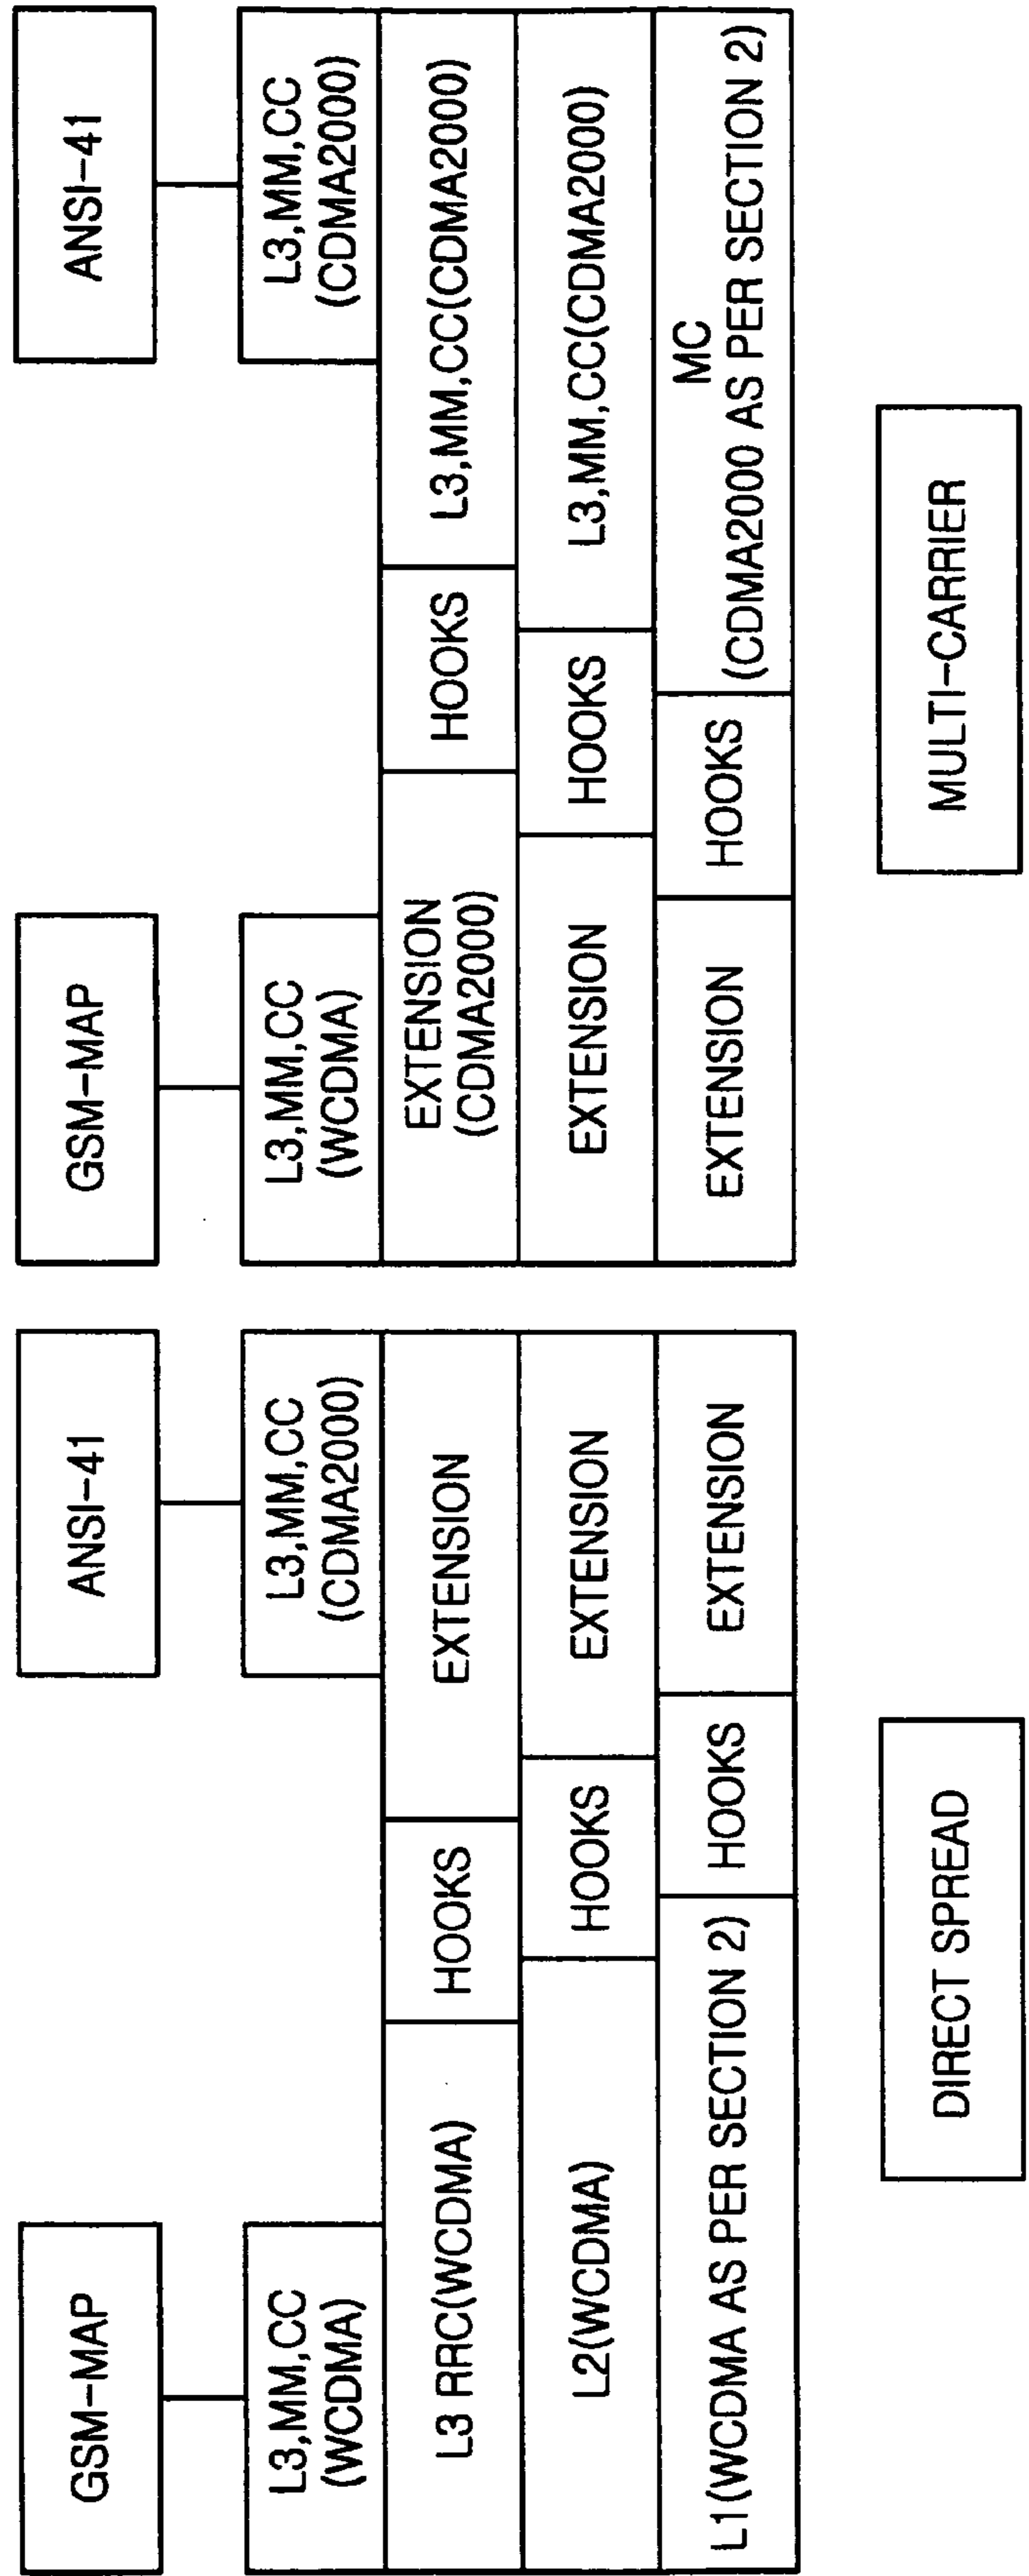 GSM-MAP
ANSI-41
L3,MM,CC
(WCDMA)
L3,MM,CC
(CDMA2000)
L3 RRC(WCDMA)
HOOKS
EXTENSION
L2(WCDMA)
HOOKS
EXTENSION
L1(WCDMA AS PER SECTION 2)
HOOKS
EXTENSION
DIRECT SPREAD
GSM-MAP
ANSI-41
L3,MM,CC
(WCDMA)
L3,MM,CC
(CDMA2000)
EXTENSION
(CDMA2000)
HOOKS
L3,MM,CC(CDMA2000)
EXTENSION
HOOKS
L3,MM,CC(CDMA2000)
EXTENSION
HOOKS
MC
(CDMA2000 AS PER SECTION 2)
MULTI-CARRIER